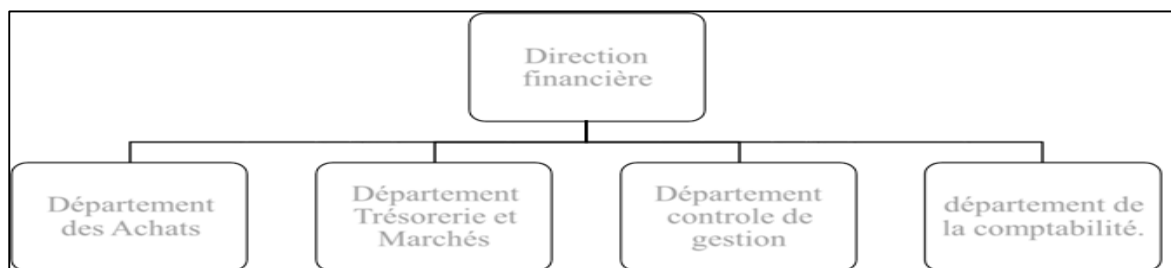 Direction
financière
Département
des Achats
Département
Trésorerie et
Marchés
Département
controle de
gestion
département de
la comptabilité.